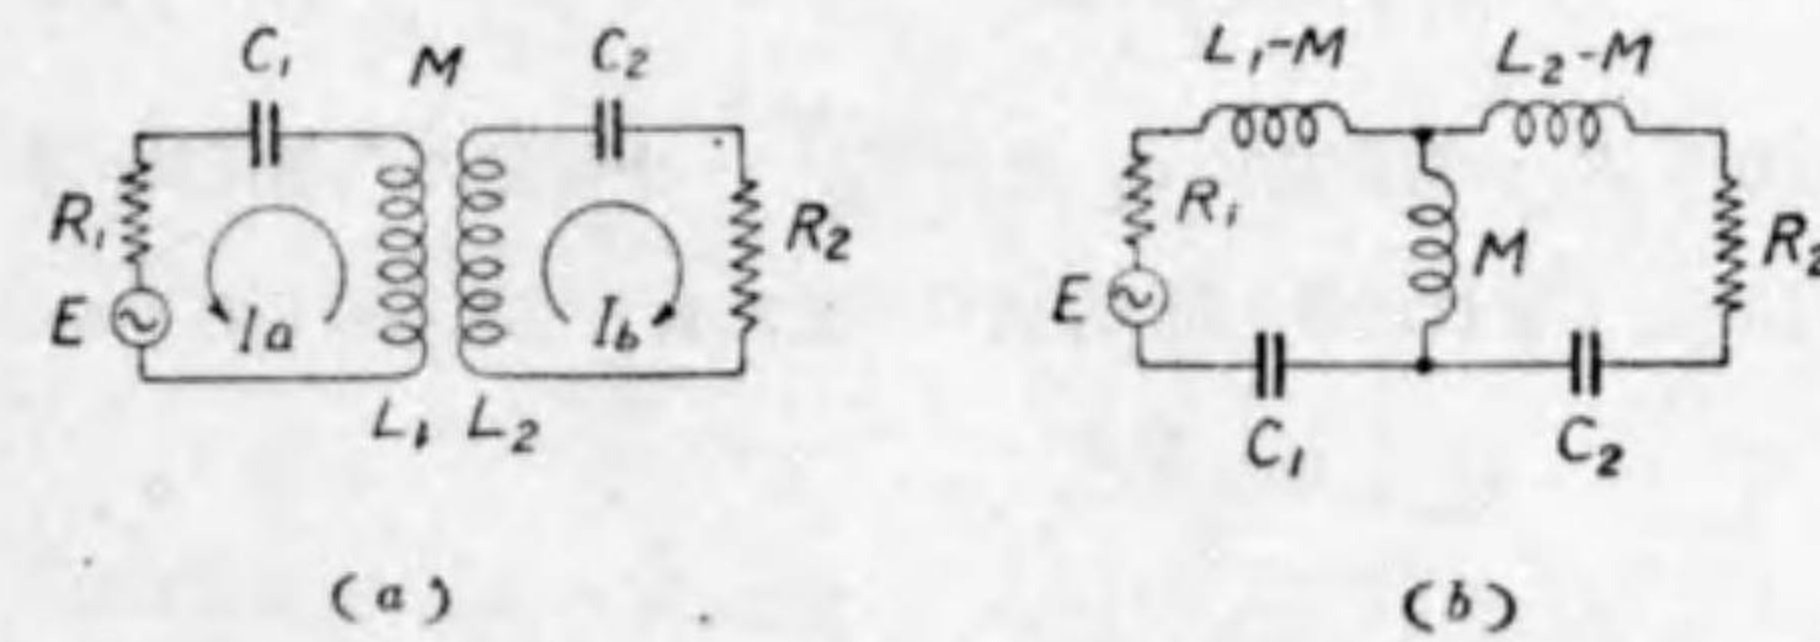 C₁ M C₂
R₁ R₂
E Ia Ib
L₁ L₂
(a)
L₁-M L₂-M
R₁ M R₂
E
C₁ C₂
(b)